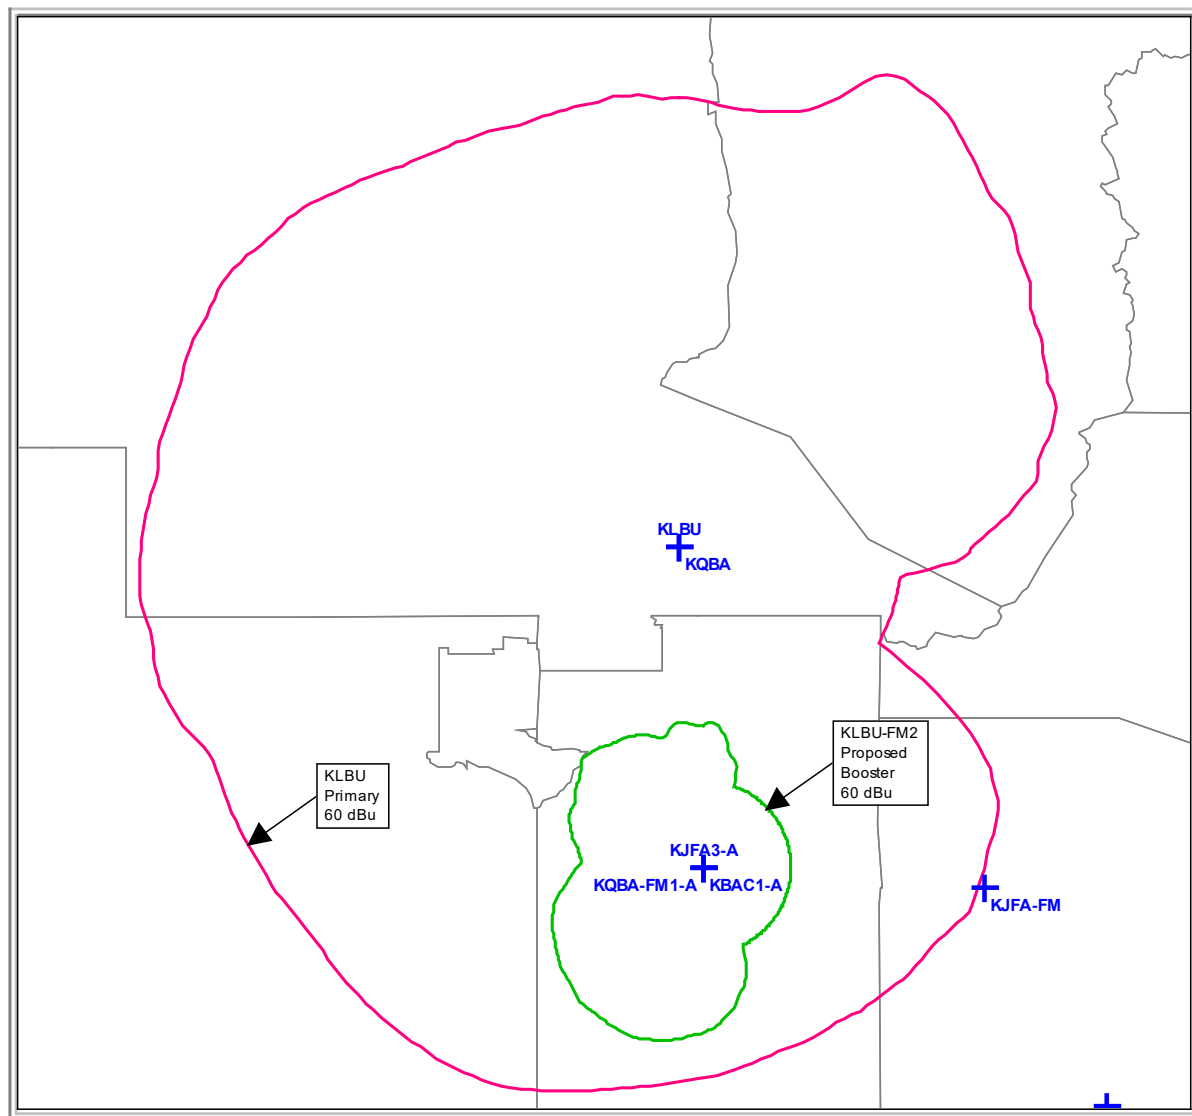 KLBU
KQBA
KLBU-FM2
Proposed
Booster
60 dBu
KLBU
Primary
60 dBu
KJFA3-A
KQBA-FM1-A KBAC1-A
KJFA-FM